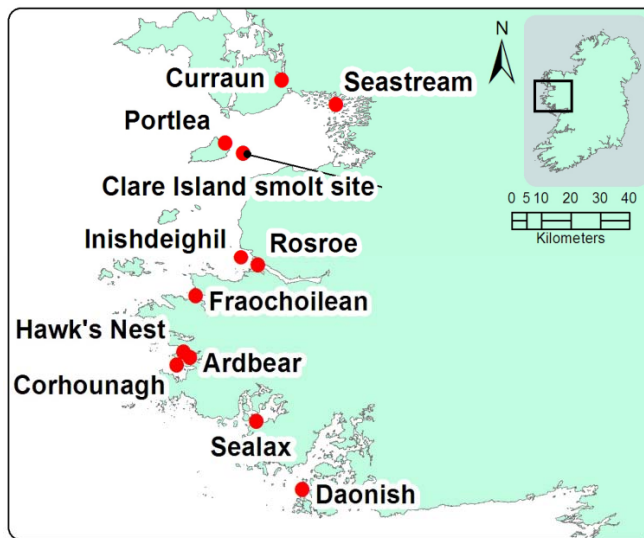 N
Curraun
Seastream
Portlea
Clare Island smolt site
0 5 10 20 30 40
Kilometers
Inishdeighil
Rosroe
Fraochoilean
Hawk's Nest
Ardbear
Corhounagh
Sealax
Daonish